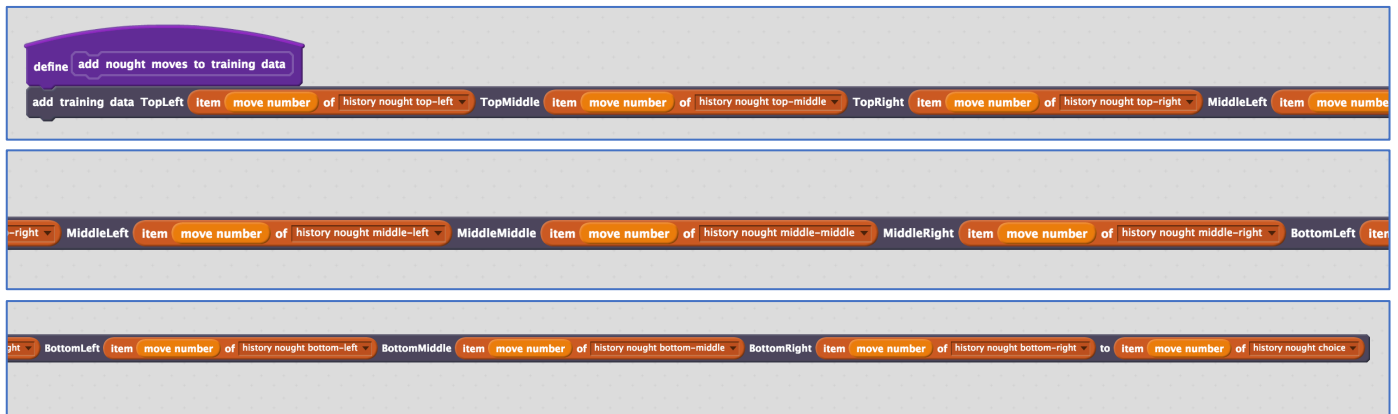 define add nought moves to training data
add training data TopLeft item move number of history nought top-left TopMiddle item move number of history nought top-middle TopRight item move number of history nought top-right MiddleLeft item move numbe
-right MiddleLeft item move number of history nought middle-left MiddleMiddle item move number of history nought middle-middle MiddleRight item move number of history nought middle-right BottomLeft iter
ght BottomLeft item move number of history nought bottom-left BottomMiddle item move number of history nought bottom-middle BottomRight item move number of history nought bottom-right to item move number of history nought choice